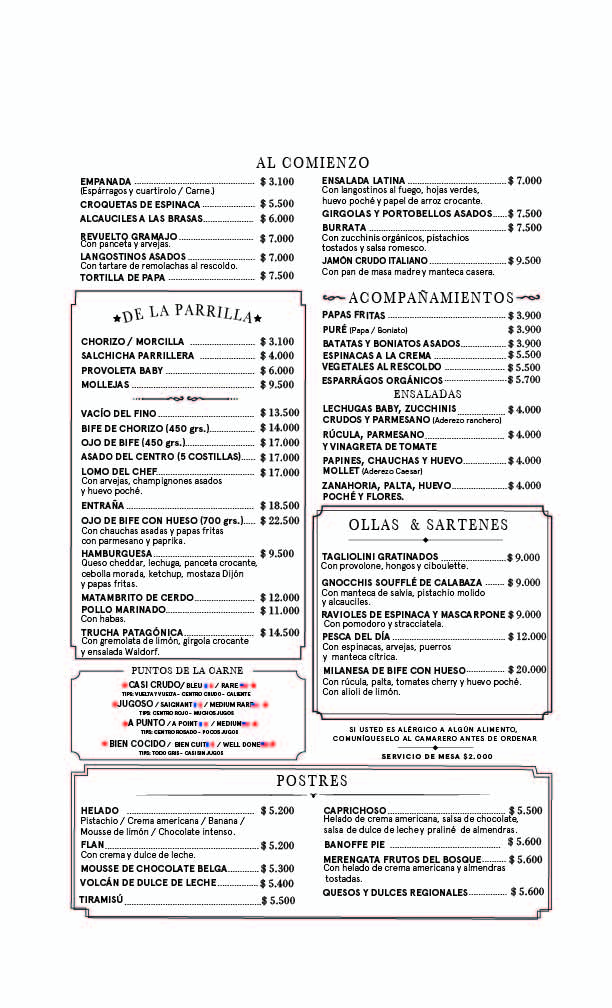 AL COMIENZO
EMPANADA $ 3.100
(Espárragos y cuartirolo / Carne.)
CROQUETAS DE ESPINACA $ 5.500
ALCAUCILES A LAS BRASAS $ 6.000
REVUELTO GRAMAJO $ 7.000
Con panceta y arvejas.
LANGOSTINOS ASADOS $ 7.000
Con tartare de remolachas al rescoldo.
TORTILLA DE PAPA $ 7.500
ENSALADA LATINA $ 7.000
Con langostinos al fuego, hojas verdes,
huevo poché y papel de arroz crocante.
GIRGOLAS Y PORTOBELLOS ASADOS $ 7.500
BURRATA $ 7.500
Con zucchinis orgánicos, pistachios
tostados y salsa romesco.
JAMÓN CRUDO ITALIANO $ 9.500
Con pan de masa madre y manteca casera.
DE LA PARRILLA
CHORIZO / MORCILLA $ 3.100
SALCHICHA PARRILLERA $ 4.000
PROVOLETA BABY $ 6.000
MOLLEJAS $ 9.500
VACÍO DEL FINO $ 13.500
BIFE DE CHORIZO (450 grs.) $ 14.000
OJO DE BIFE (450 grs.) $ 17.000
ASADO DEL CENTRO (5 COSTILLAS) $ 17.000
LOMO DEL CHEF $ 17.000
Con arvejas, champignones asados
y huevo poché.
ENTRAÑA $ 18.500
OJO DE BIFE CON HUESO (700 grs.) $ 22.500
Con chauchas asadas y papas fritas
con parmesano y paprika.
HAMBURGUESA $ 9.500
Queso cheddar, lechuga, panceta crocante,
cebolla morada, ketchup, mostaza Dijón
y papas fritas.
MATAMBRITO DE CERDO $ 12.000
POLLO MARINADO $ 11.000
Con habas.
TRUCHA PATAGÓNICA $ 14.500
Con gremolata de limón, girgola crocante
y ensalada Waldorf.
PUNTOS DE LA CARNE
CASI CRUDO / BLEU / RARE
TIPS: VUELTA Y VUELTA - CENTRO CRUDO - CALIENTE
JUGOSO / SAIGNANT / MEDIUM RARE
TIPS: CENTRO ROJO - MUCHOS JUGOS
A PUNTO / A POINT / MEDIUM
TIPS: CENTRO ROSADO - POCOS JUGOS
BIEN COCIDO / BIEN CUIT / WELL DONE
TIPS: TODO GRIS - CASI SIN JUGOS
ACOMPAÑAMIENTOS
PAPAS FRITAS $ 3.900
PURÉ (Papa / Boniato) $ 3.900
BATATAS Y BONIATOS ASADOS $ 3.900
ESPINACAS A LA CREMA $ 5.500
VEGETALES AL RESCOLDO $ 5.500
ESPARRÁGOS ORGÁNICOS $ 5.700
ENSALADAS
LECHUGAS BABY, ZUCCHINIS $ 4.000
CRUDOS Y PARMESANO (Aderezo ranchero)
RÚCULA, PARMESANO $ 4.000
Y VINAGRETA DE TOMATE
PAPINES, CHAUCHAS Y HUEVO $ 4.000
MOLLET (Aderezo Caesar)
ZANAHORIA, PALTA, HUEVO $ 4.000
POCHÉ Y FLORES.
OLLAS & SARTENES
TAGLIOLINI GRATINADOS $ 9.000
Con provolone, hongos y ciboulette.
GNOCCHIS SOUFFLÉ DE CALABAZA $ 9.000
Con manteca de salvia, pistachio molido
y alcauciles.
RAVIOLES DE ESPINACA Y MASCARPONE $ 9.000
Con pomodoro y stracciatela.
PESCA DEL DÍA $ 12.000
Con espinacas, arvejas, puerros
y manteca cítrica.
MILANESA DE BIFE CON HUESO $ 20.000
Con rúcula, palta, tomates cherry y huevo poché.
Con alioli de limón.
SI USTED ES ALÉRGICO A ALGÚN ALIMENTO,
COMUNÍQUESELO AL CAMARERO ANTES DE ORDENAR
SERVICIO DE MESA $2.000
POSTRES
HELADO $ 5.200
Pistachio / Crema americana / Banana /
Mousse de limón / Chocolate intenso.
FLAN $ 5.200
Con crema y dulce de leche.
MOUSSE DE CHOCOLATE BELGA $ 5.300
VOLCÁN DE DULCE DE LECHE $ 5.400
TIRAMISÚ $ 5.500
CAPRICHOSO $ 5.500
Helado de crema americana, salsa de chocolate,
salsa de dulce de leche y praliné de almendras.
BANOFFE PIE $ 5.600
MERENGATA FRUTOS DEL BOSQUE $ 5.600
Con helado de crema americana y almendras
tostadas.
QUESOS Y DULCES REGIONALES $ 5.600